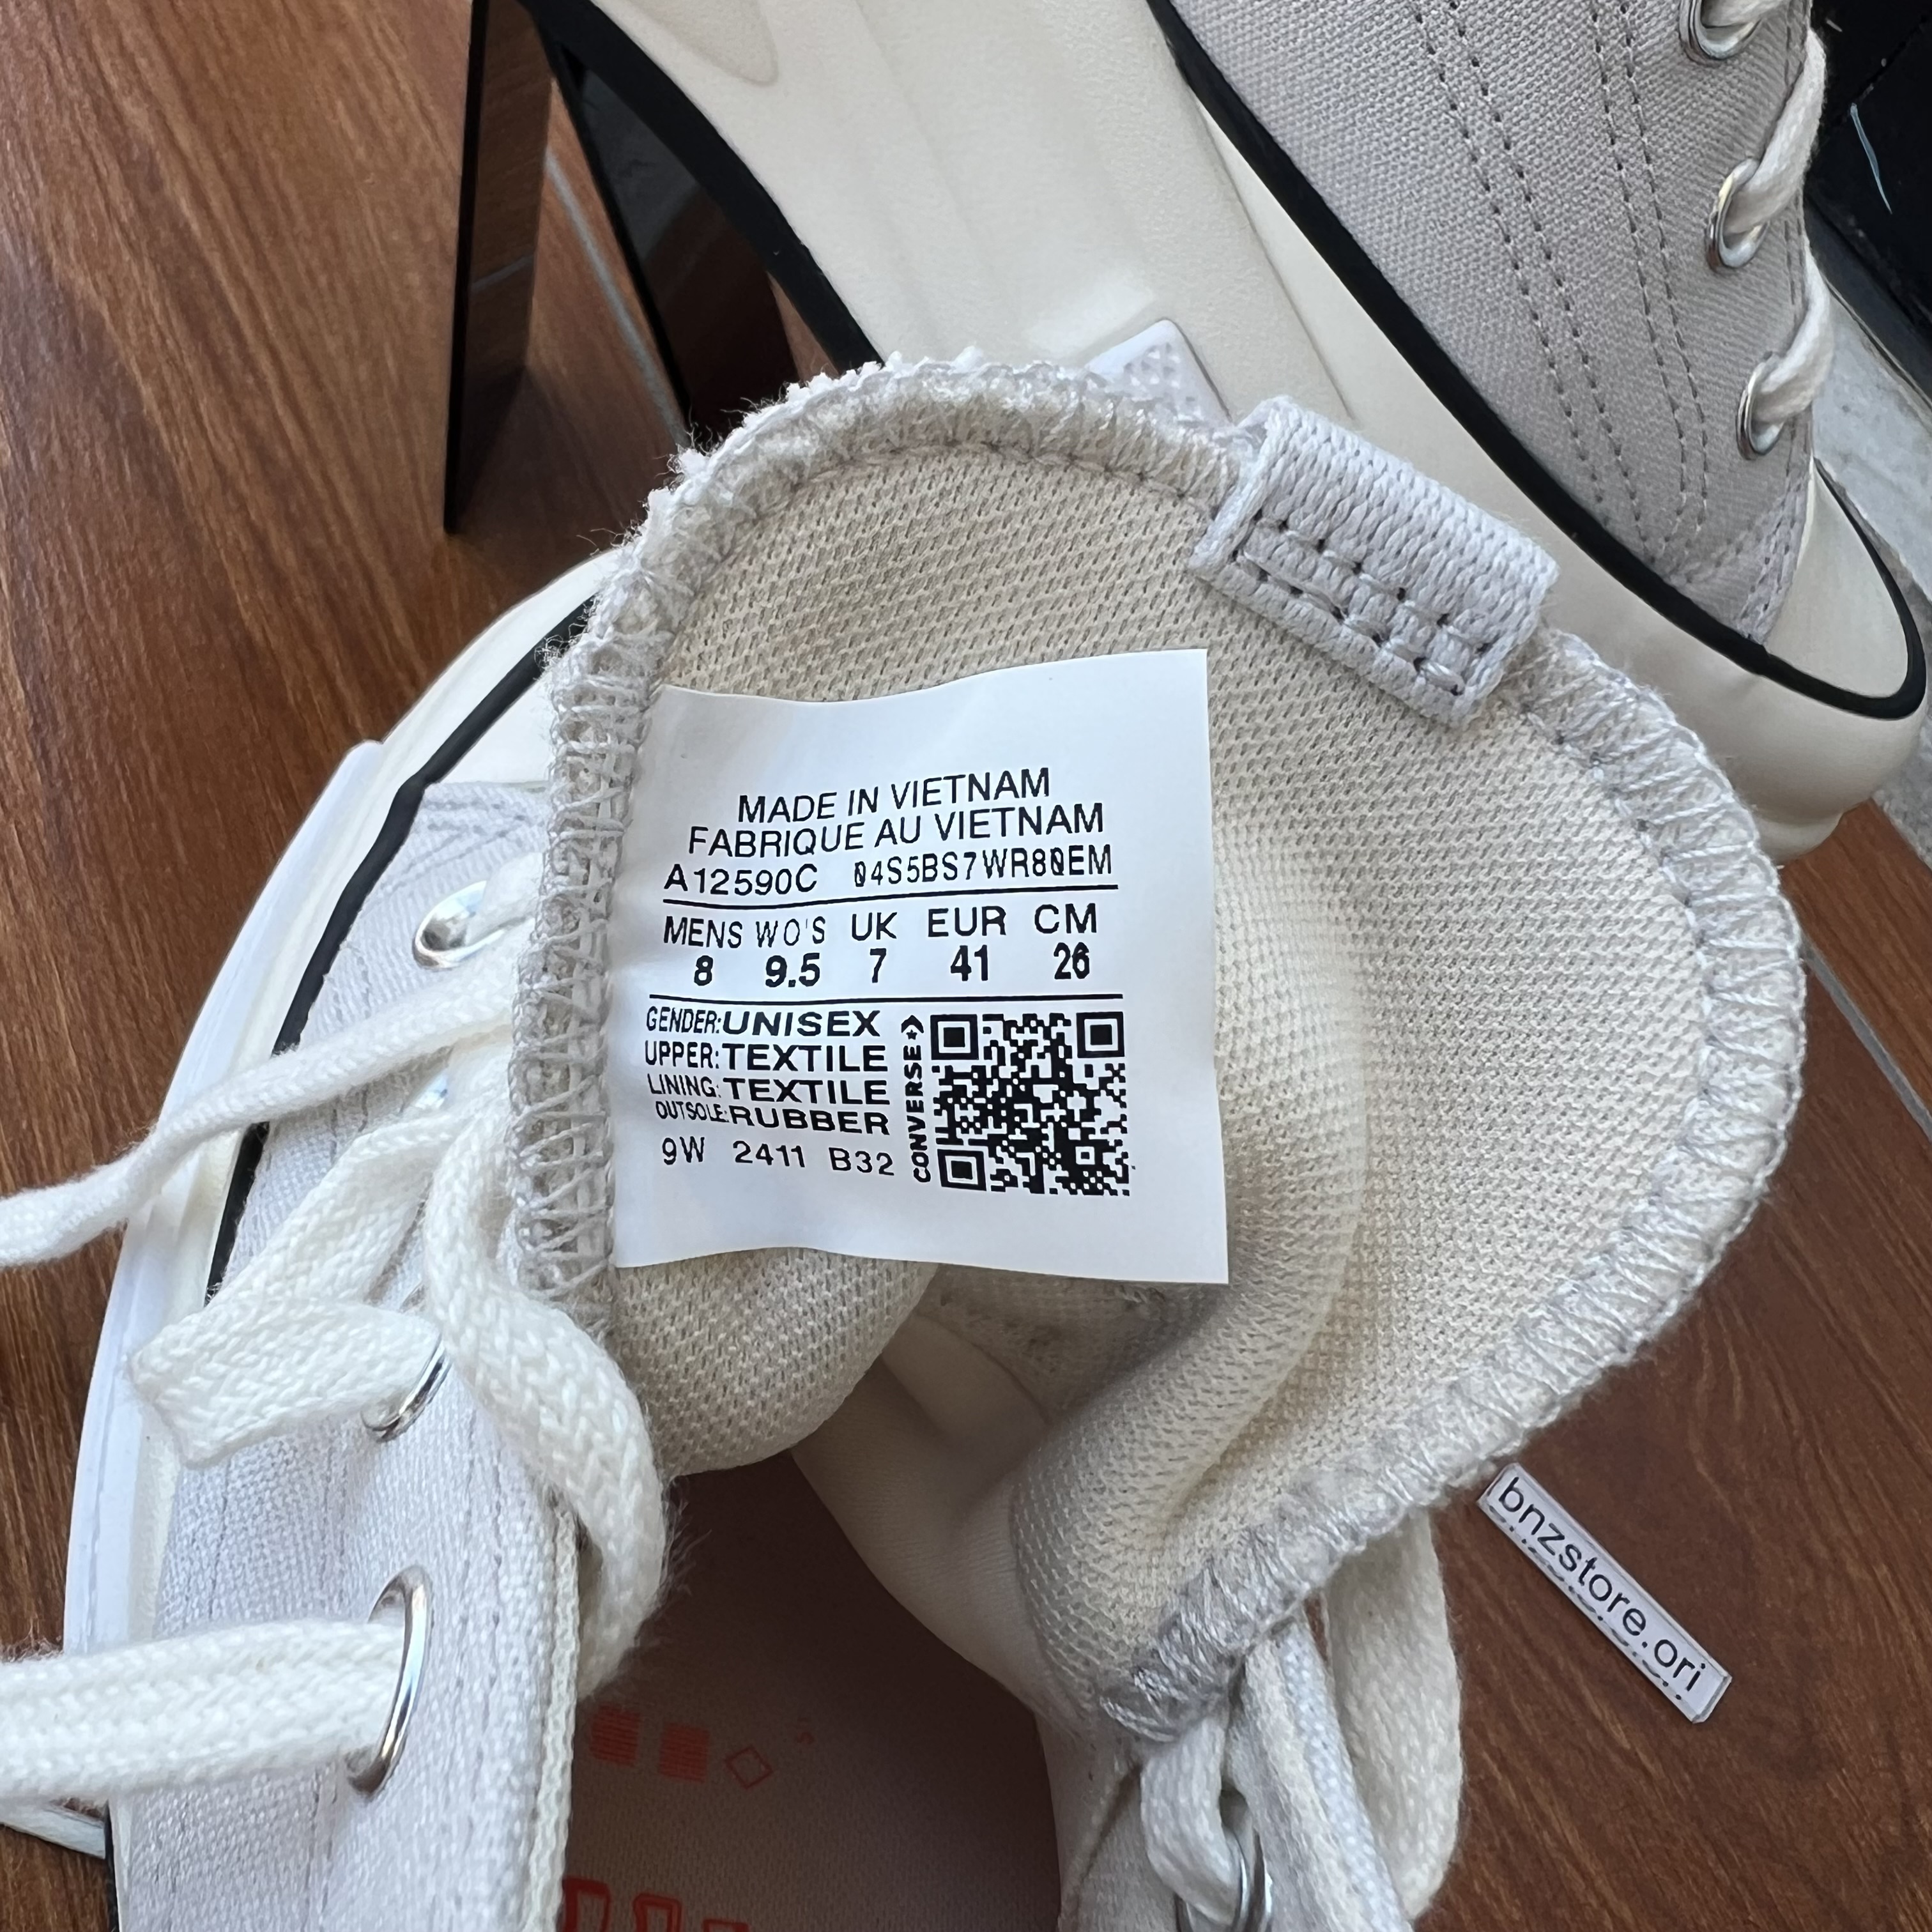 MADE IN VIETNAM
FABRIQUE AU VIETNAM
A12590C 04S5BS7WR80EM
MENS WO'S UK EUR CM
8 9.5 7 41 26
GENDER:UNISEX
UPPER:TEXTILE
LINING:TEXTILE
OUTSOLE:RUBBER
9W 2411 B32
CONVERSE
bnzstore.ori